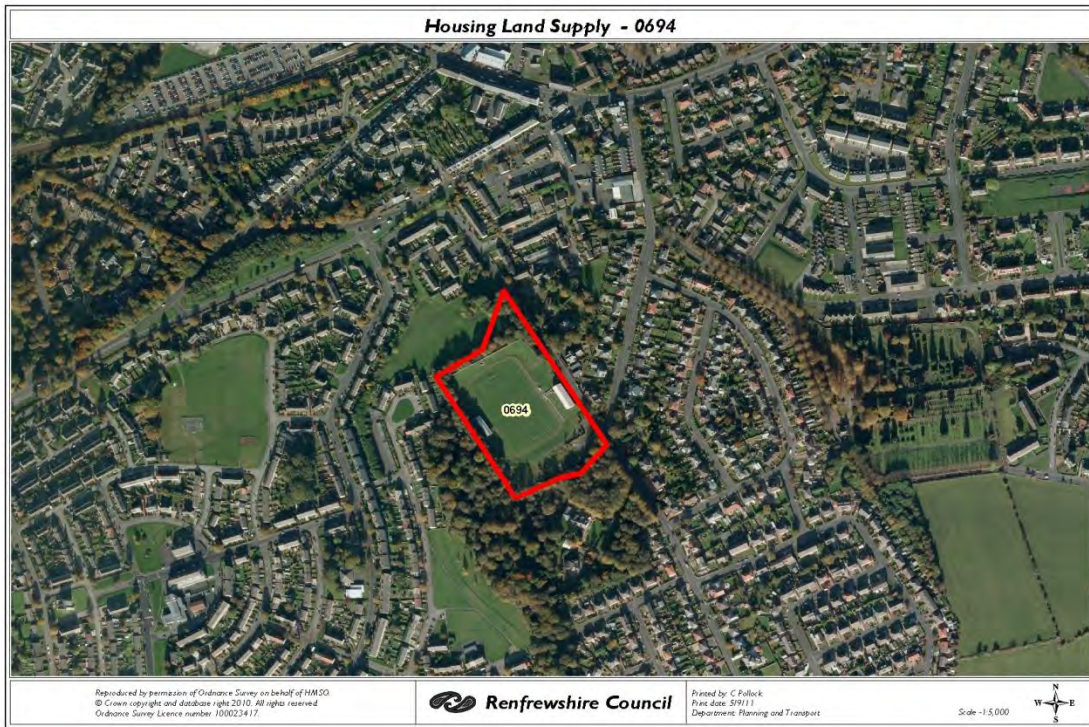 Housing Land Supply - 0694
0694
Reproduced by permission of Ordnance Survey on behalf of HMSO.
© Crown copyright and database right 2010. All rights reserved.
Ordnance Survey Licence number 100023417.
Renfrewshire Council
Printed by: C Pollock
Print date: 5/9/11
Department: Planning and Transport
Scale -1:5,000
N
W E
S